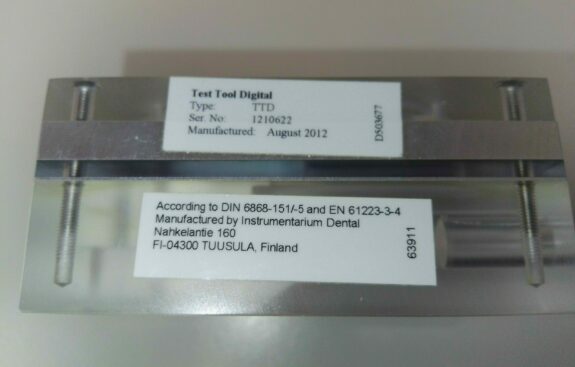 Test Tool Digital
Type: TTD
Ser. No: 1210622
Manufactured: August 2012
D503677
According to DIN 6868-151/-5 and EN 61223-3-4
Manufactured by Instrumentarium Dental
Nahkelantie 160
FI-04300 TUUSULA, Finland
63911